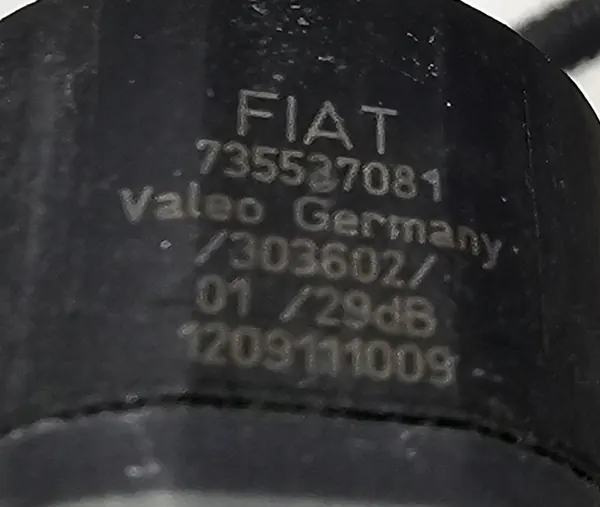 FIAT
735527081
Valeo Germany
/303602/
01 /29dB
1209111009